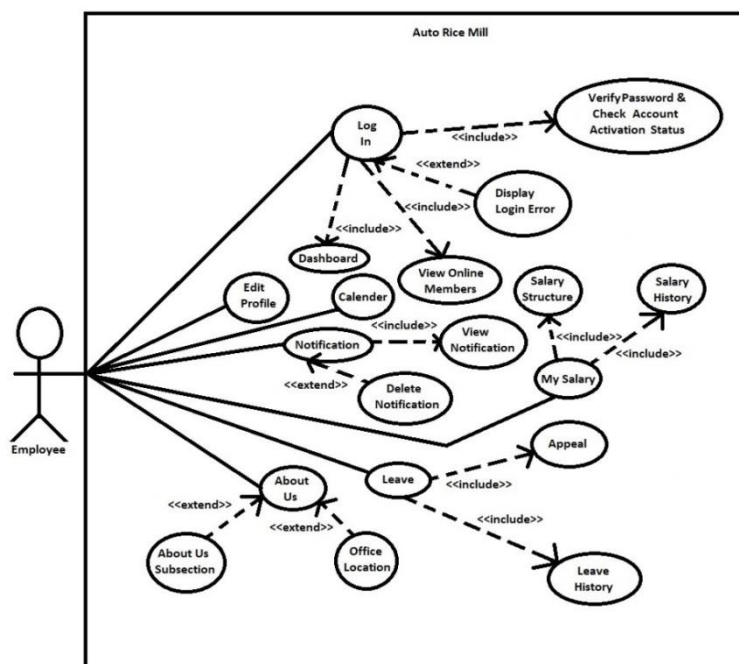 Auto Rice Mill
Verify Password &
Check Account
Activation Status
Log
In
<<include>>
<<extend>>
Display
Login Error
<<include>>
<<include>>
Dashboard
View Online
Members
Salary
Structure
Salary
History
Edit
Profile
Calender
Notification
<<include>>
View
Notification
<<include>>
<<include>>
<<extend>>
Delete
Notification
My Salary
Employee
Appeal
About
Us
Leave
<<include>>
<<extend>>
<<extend>>
<<include>>
About Us
Subsection
Office
Location
Leave
History